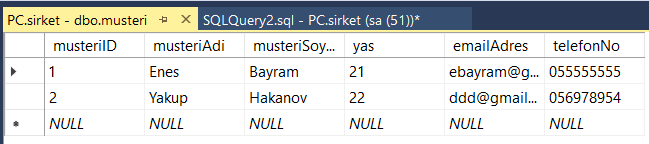 PC.sirket - dbo.musteri SQLQuery2.sql - PC.sirket (sa (51))*
musteriID musteriAdi musteriSoy... yas emailAdres telefonNo
1 Enes Bayram 21 ebayram@g... 055555555
2 Yakup Hakanov 22 ddd@gmail... 056978954
NULL NULL NULL NULL NULL NULL